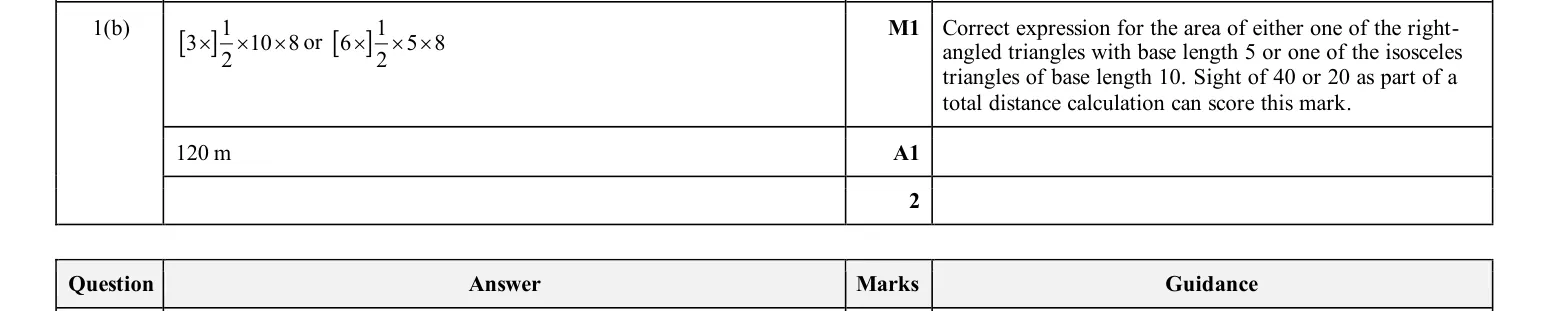 1(b)
[3×]1/2×10×8 or [6×]1/2×5×8
M1
Correct expression for the area of either one of the right-
angled triangles with base length 5 or one of the isosceles
triangles of base length 10. Sight of 40 or 20 as part of a
total distance calculation can score this mark.
120 m
A1
2
Question Answer Marks Guidance